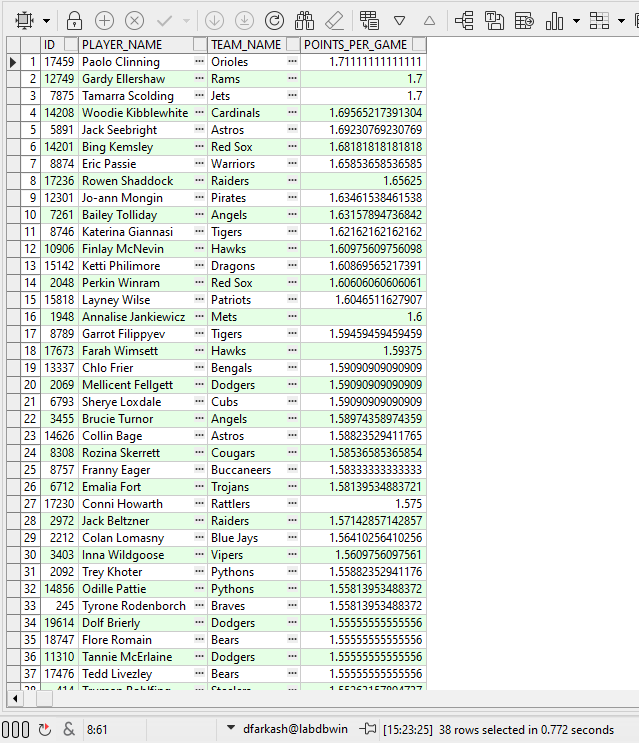 ID PLAYER_NAME TEAM_NAME POINTS_PER_GAME
1 17459 Paolo Clinning Orioles 1.71111111111111
2 12749 Gardy Ellershaw Rams 1.7
3 7875 Tamarra Scolding Jets 1.7
4 14208 Woodie Kibblewhite Cardinals 1.69565217391304
5 5891 Jack Seebright Astros 1.69230769230769
6 14201 Bing Kemsley Red Sox 1.68181818181818
7 8874 Eric Passie Warriors 1.65853658536585
8 17236 Rowen Shaddock Raiders 1.65625
9 12301 Jo-ann Mongin Pirates 1.63461538461538
10 7261 Bailey Tolliday Angels 1.63157894736842
11 8746 Katerina Giannasi Tigers 1.62162162162162
12 10906 Finlay McNevin Hawks 1.60975609756098
13 15142 Ketti Philimore Dragons 1.60869565217391
14 2048 Perkin Winram Red Sox 1.60606060606061
15 15818 Layney Wilse Patriots 1.6046511627907
16 1948 Annalise Jankiewicz Mets 1.6
17 8789 Garrot Filippyev Tigers 1.59459459459459
18 17673 Farah Wimsett Hawks 1.59375
19 13337 Chlo Frier Bengals 1.59090909090909
20 2069 Mellicent Fellgett Dodgers 1.59090909090909
21 6793 Sherye Loxdale Cubs 1.59090909090909
22 3455 Brucie Turnor Angels 1.58974358974359
23 14626 Collin Bage Astros 1.58823529411765
24 8308 Rozina Skerrett Cougars 1.58536585365854
25 8757 Franny Eager Buccaneers 1.58333333333333
26 6712 Emalia Fort Trojans 1.58139534883721
27 17230 Conni Howarth Rattlers 1.575
28 2972 Jack Beltzner Raiders 1.57142857142857
29 2212 Colan Lomasny Blue Jays 1.56410256410256
30 3403 Inna Wildgoose Vipers 1.5609756097561
31 2092 Trey Khoter Pythons 1.55882352941176
32 14856 Odille Pattie Pythons 1.55813953488372
33 245 Tyrone Rodenborch Braves 1.55813953488372
34 19614 Dolf Brierly Dodgers 1.55555555555556
35 18747 Flore Romain Bears 1.55555555555556
36 11310 Tannie McErlaine Dodgers 1.55555555555556
37 17476 Tedd Livezley Bears 1.55555555555556
8:61 dfarkash@labdbwin [15:23:25] 38 rows selected in 0.772 seconds